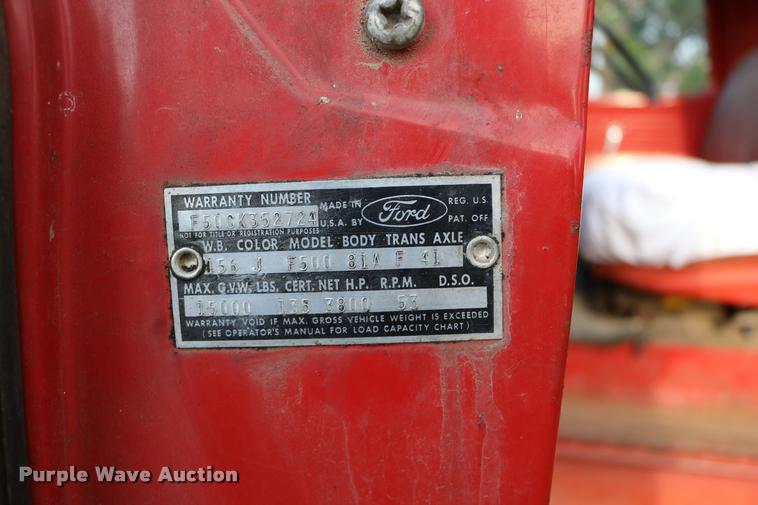 WARRANTY NUMBER MADE IN Ford REG. U.S.
F50CK352724 U.S.A. BY PAT. OFF
NOT FOR TITLE OR REGISTRATION PURPOSES
W.B. COLOR MODEL BODY TRANS AXLE
156 J F500 81A F 41
MAX. G.V.W. LBS. CERT. NET H.P. R.P.M. D.S.O.
15000 133 3800 53
WARRANTY VOID IF MAX. GROSS VEHICLE WEIGHT IS EXCEEDED
(SEE OPERATOR'S MANUAL FOR LOAD CAPACITY CHART)
Purple Wave Auction